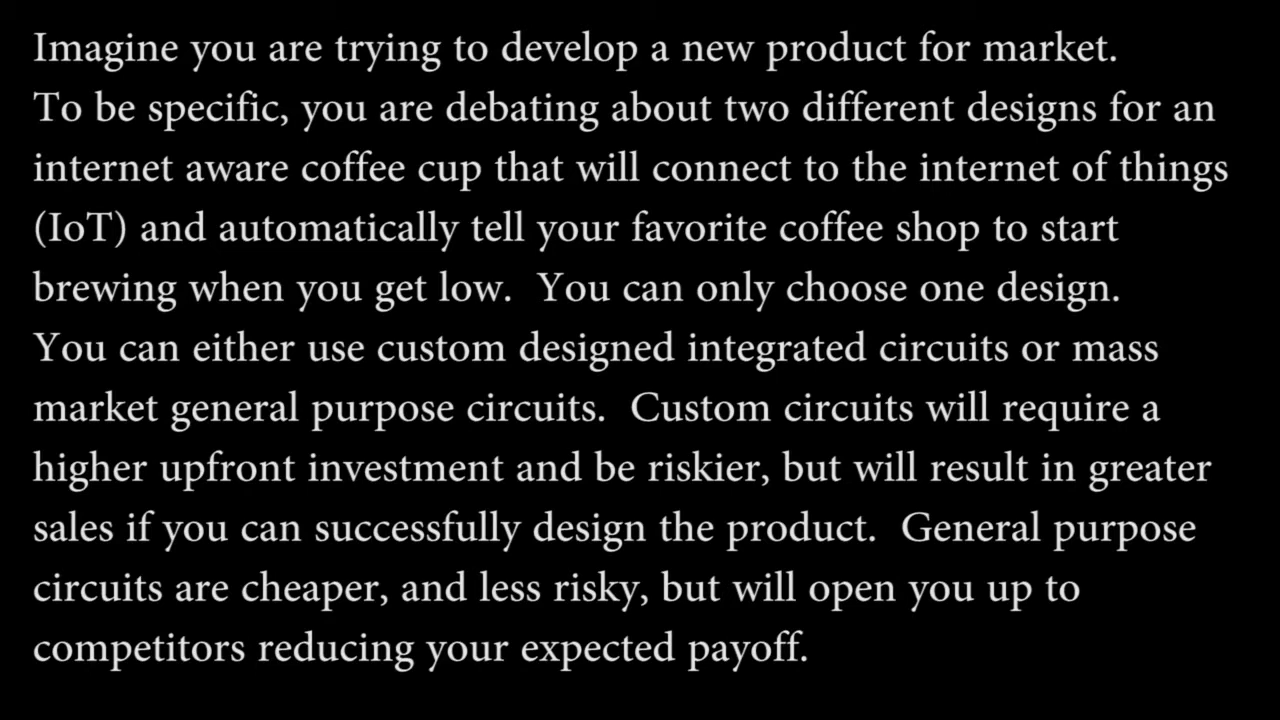 Imagine you are trying to develop a new product for market.
To be specific, you are debating about two different designs for an
internet aware coffee cup that will connect to the internet of things
(IoT) and automatically tell your favorite coffee shop to start
brewing when you get low.  You can only choose one design.
You can either use custom designed integrated circuits or mass
market general purpose circuits.  Custom circuits will require a
higher upfront investment and be riskier, but will result in greater
sales if you can successfully design the product.  General purpose
circuits are cheaper, and less risky, but will open you up to
competitors reducing your expected payoff.